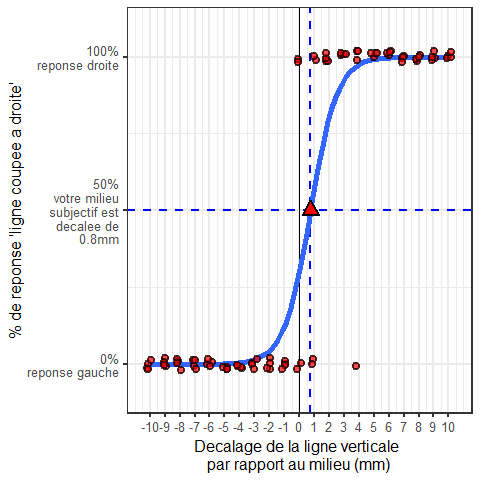 100%
reponse droite
50%
votre milieu
subjectif est
decalee de
0.8mm
0%
reponse gauche
% de reponse 'ligne coupee a droite'
-10 -9 -8 -7 -6 -5 -4 -3 -2 -1 0 1 2 3 4 5 6 7 8 9 10
Decalage de la ligne verticale
par rapport au milieu (mm)